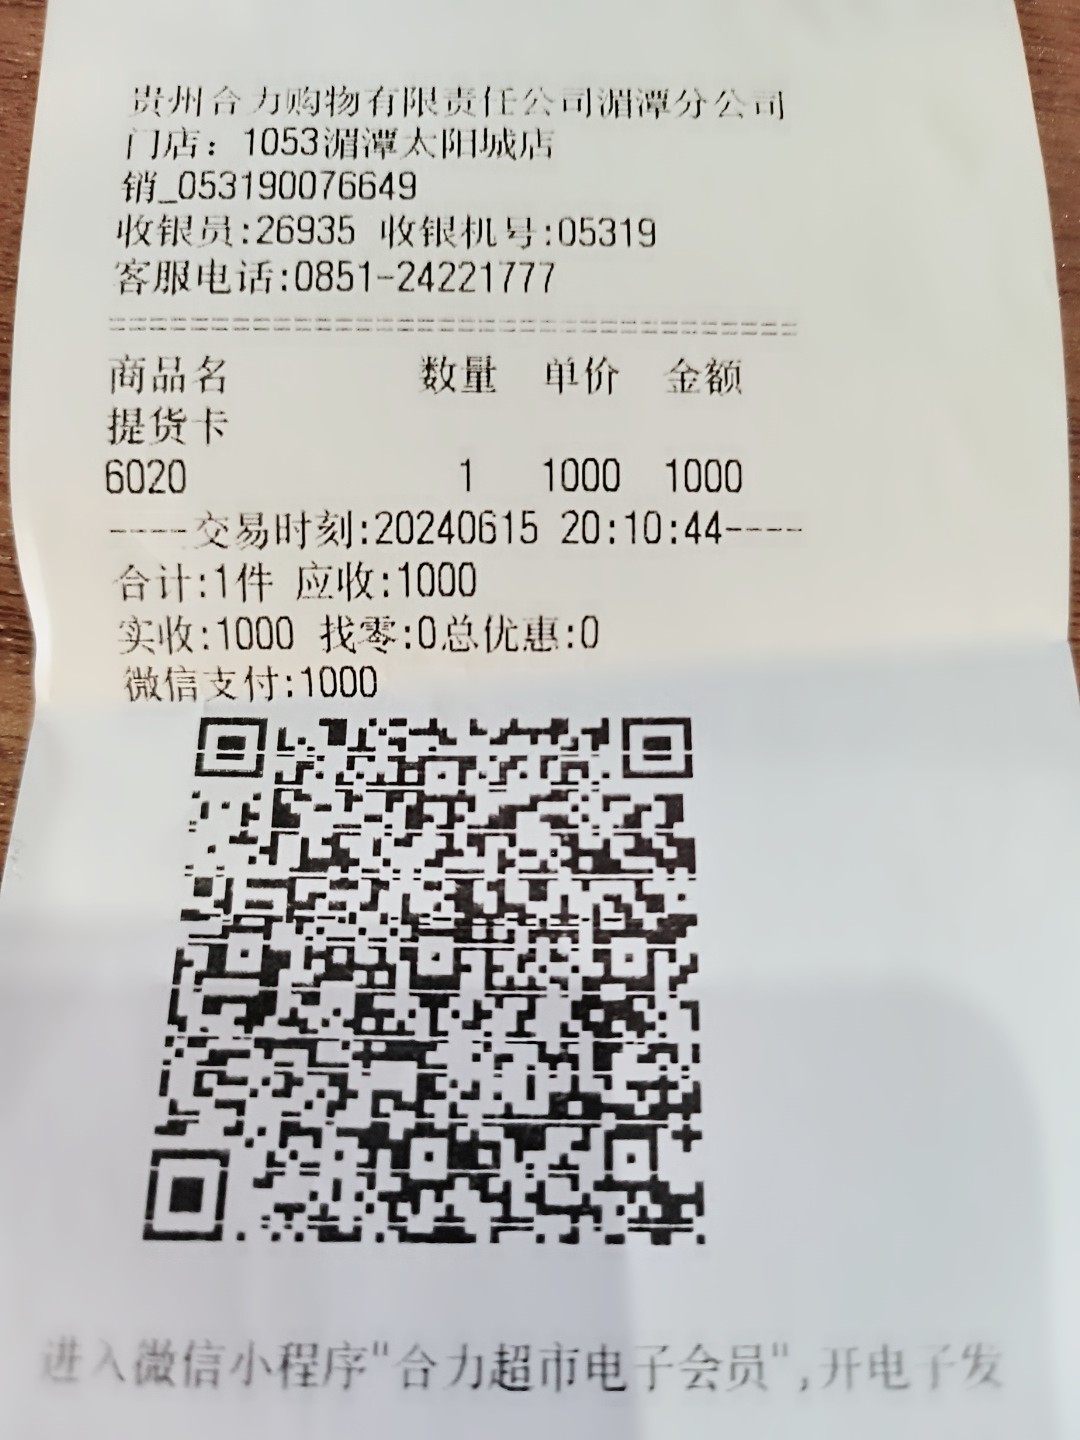 贵州合力购物有限责任公司湄潭分公司
门店：1053湄潭太阳城店
销_053190076649
收银员:26935 收银机号:05319
客服电话:0851-24221777
================================
商品名 数量 单价 金额
提货卡
6020 1 1000 1000
----交易时刻:20240615 20:10:44----
合计:1件 应收:1000
实收:1000 找零:0总优惠:0
微信支付:1000
进入微信小程序"合力超市电子会员",开电子发